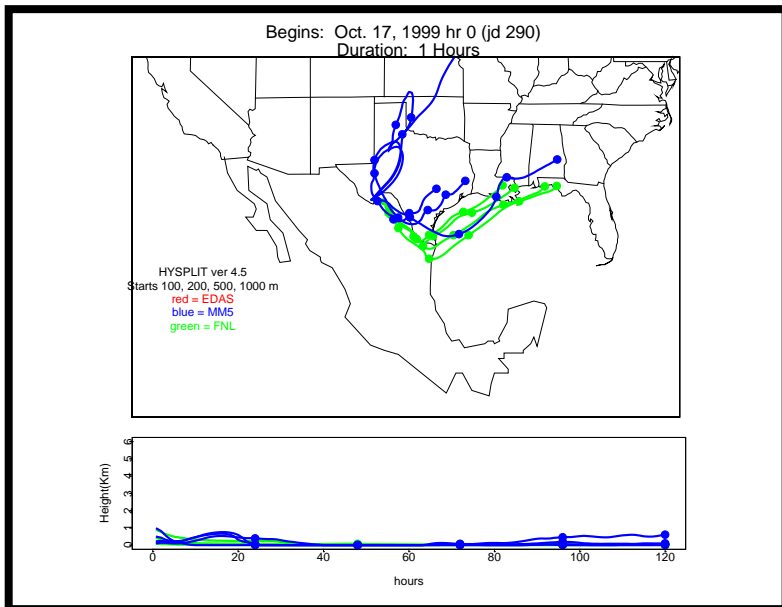 Begins:  Oct. 17, 1999 hr 0 (jd 290)
Duration:  1 Hours
HYSPLIT ver 4.5
Starts 100, 200, 500, 1000 m
red = EDAS
blue = MM5
green = FNL
Height(Km)
6
5
4
3
2
1
0
0 20 40 60 80 100 120
hours